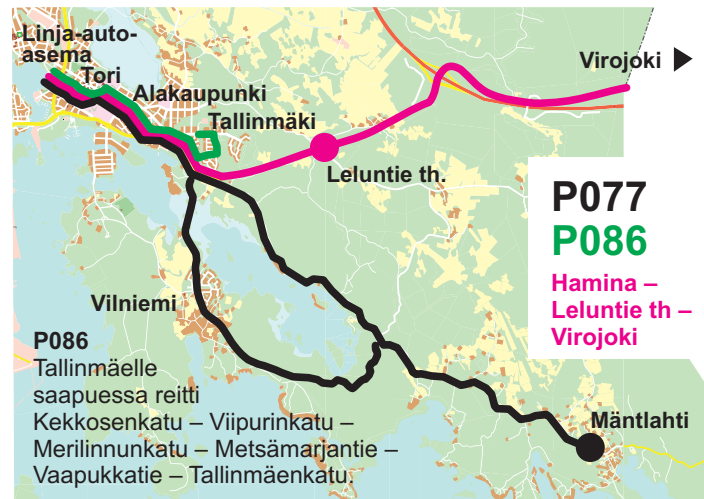 Linja-auto-
asema
Tori
Alakaupunki
Tallinmäki
Virojoki
Leluntie th.
P077
P086
Hamina –
Leluntie th –
Virojoki
Vilniemi
P086
Tallinmäelle
saapuessa reitti
Kekkosenkatu – Viipurinkatu –
Merilinnunkatu – Metsämarjantie –
Vaapukkatie – Tallinmäenkatu.
Mäntlahti